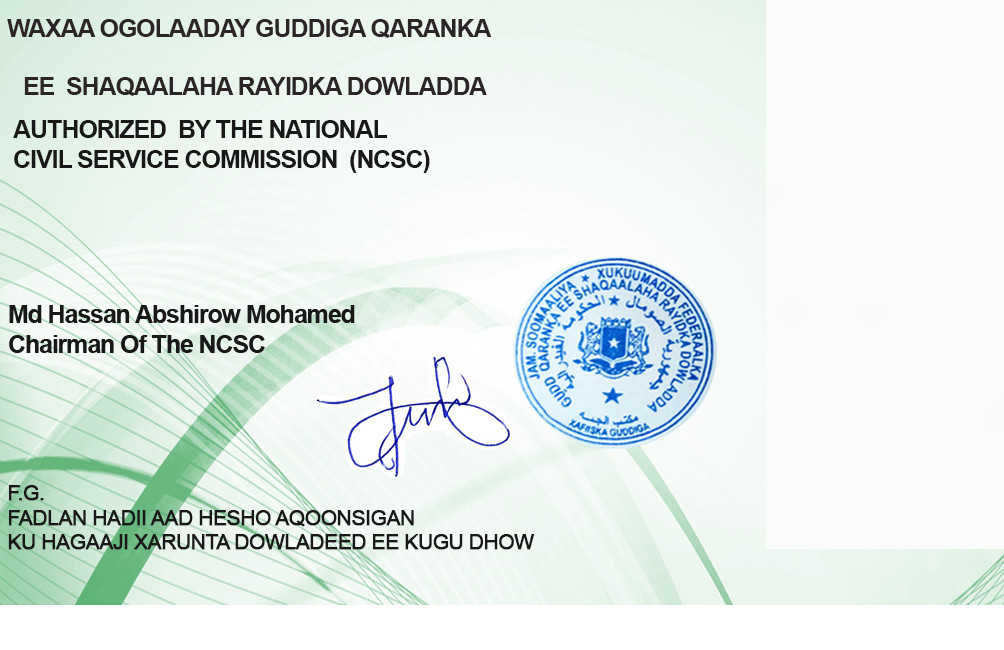 WAXAA OGOLAADAY GUDDIGA QARANKA
EE SHAQAALAHA RAYIDKA DOWLADDA
AUTHORIZED BY THE NATIONAL
CIVIL SERVICE COMMISSION (NCSC)
Md Hassan Abshirow Mohamed
Chairman Of The NCSC
JAM. SOOMAALIYA ★ XUKUUMADDA FEDERAALKA
GUDD QARANKA EE SHAQAALAHA RAYIDKA DOWLADDA
XAFIISKA GUDDIGA
F.G.
FADLAN HADII AAD HESHO AQOONSIGAN
KU HAGAAJI XARUNTA DOWLADEED EE KUGU DHOW